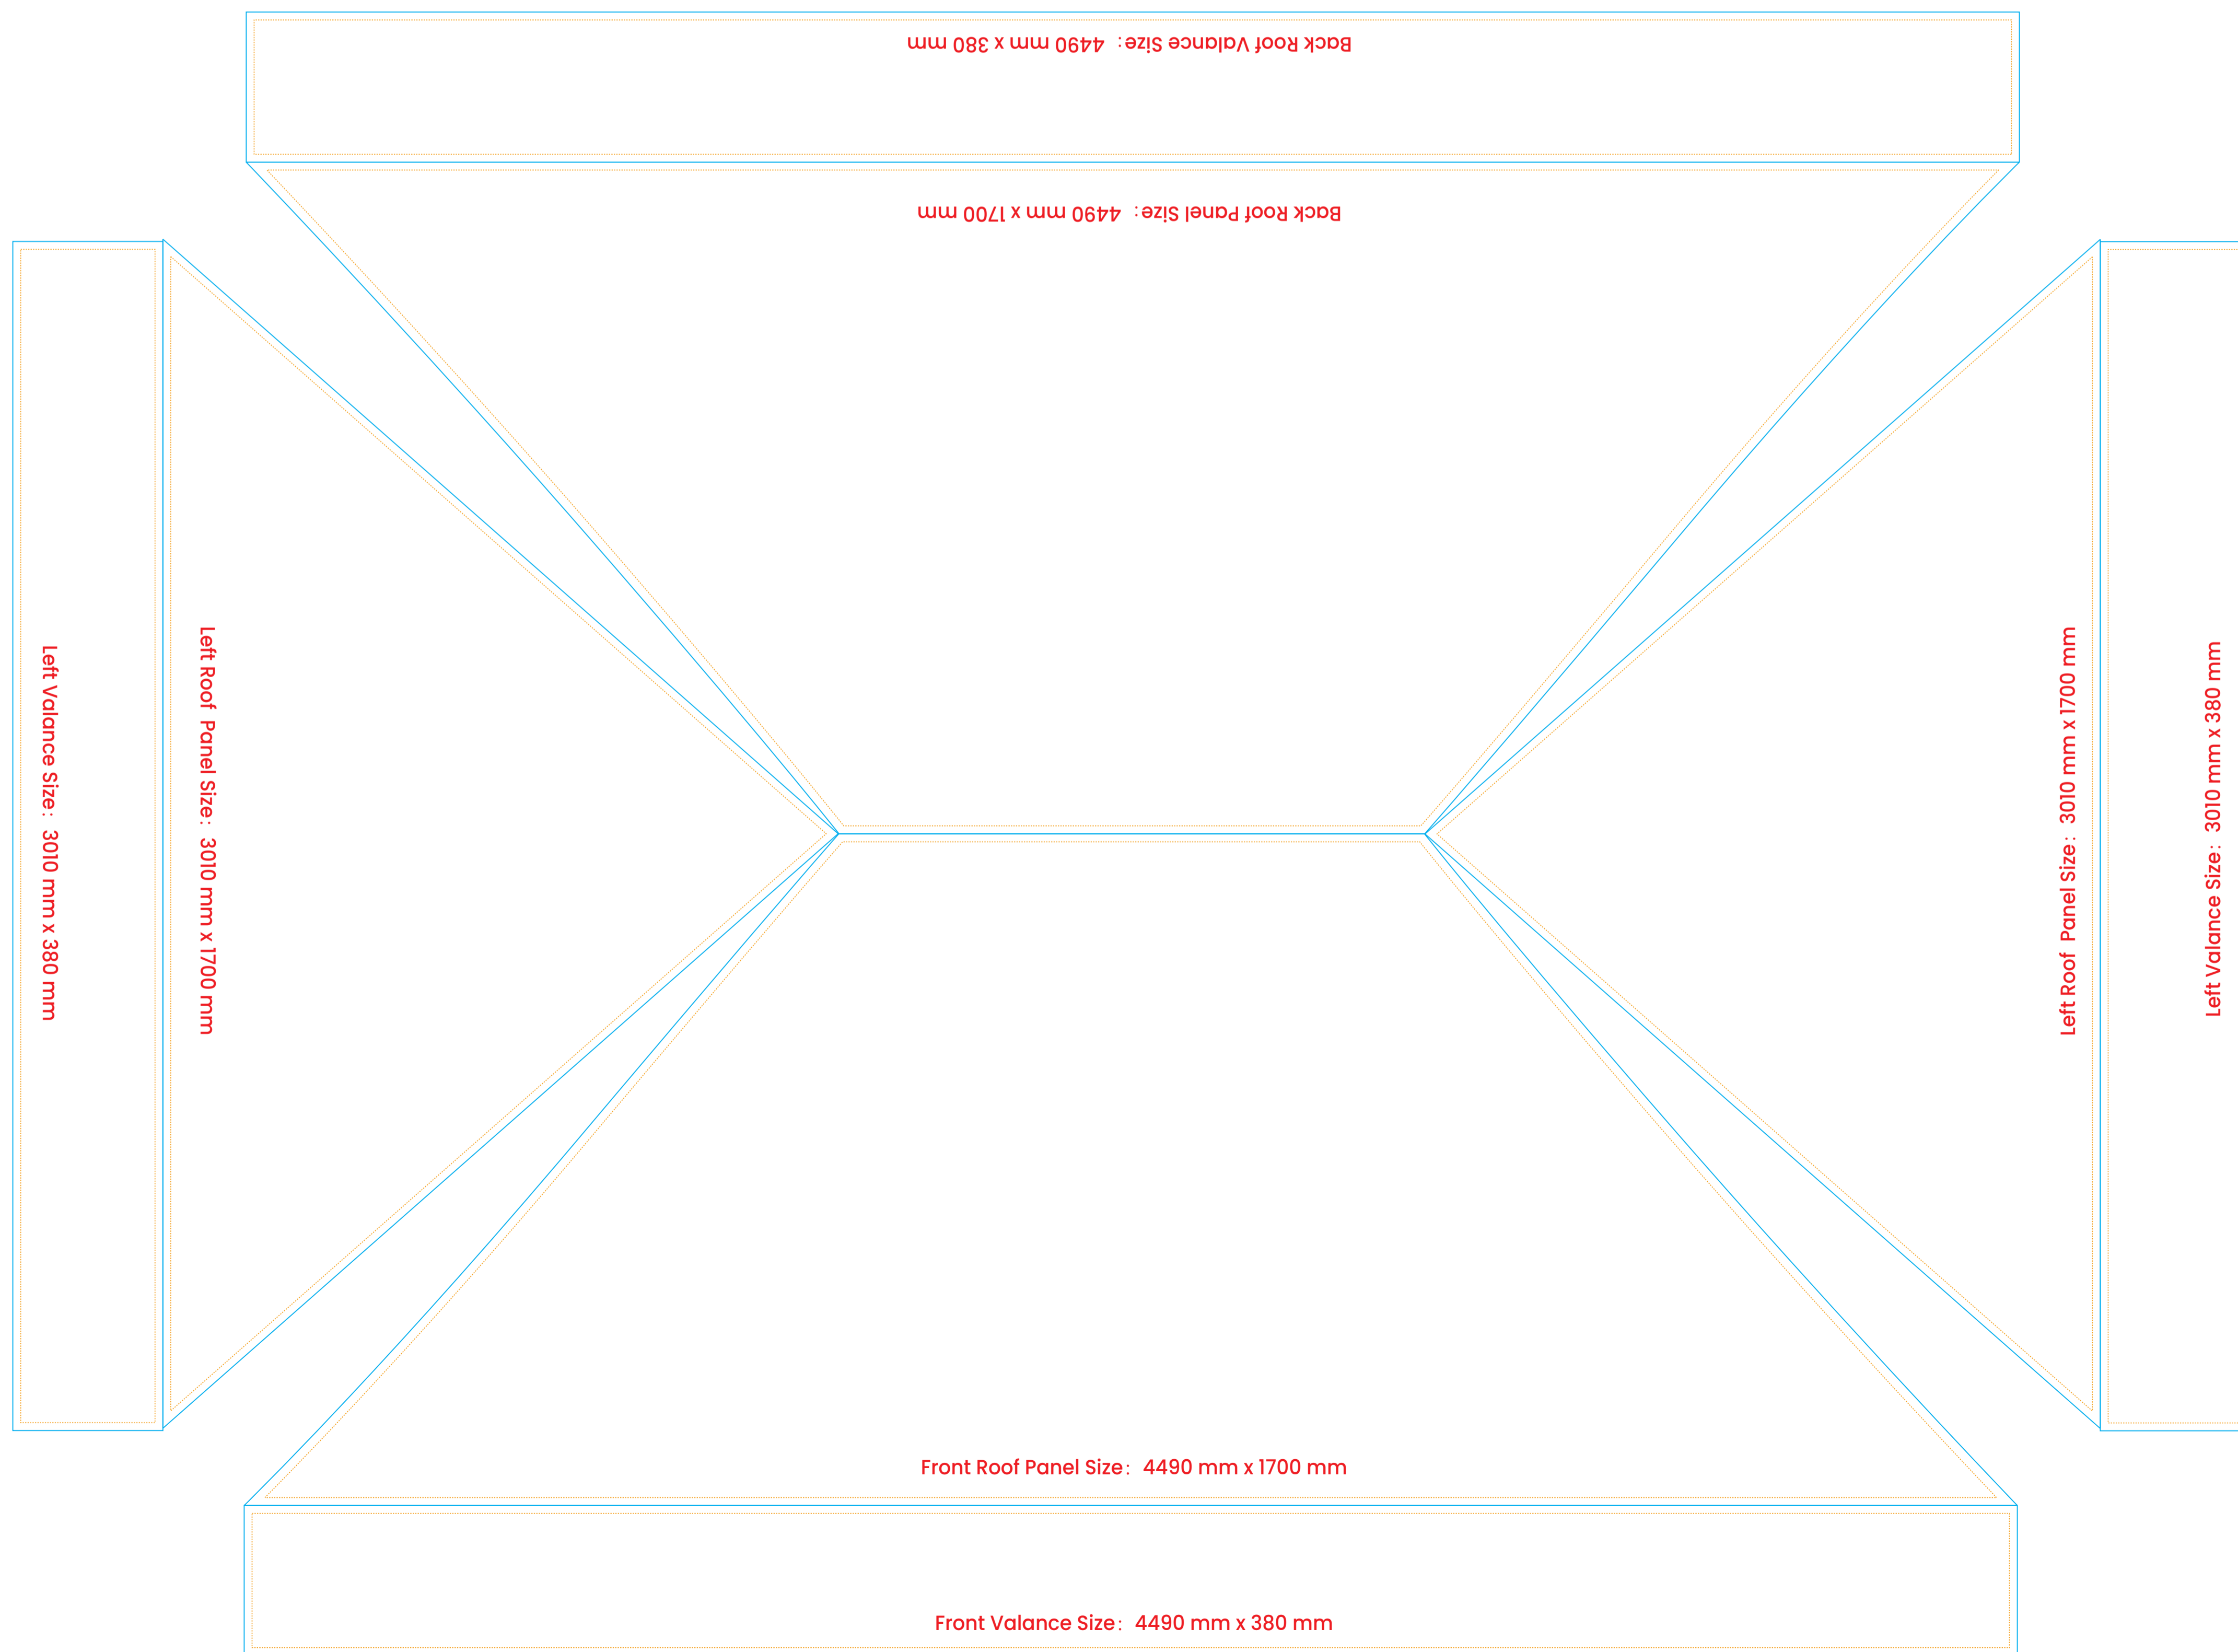 Back Roof Valance Size: 4490 mm x 380 mm
Back Roof Panel Size: 4490 mm x 1700 mm
Left Valance Size: 3010 mm x 380 mm
Left Roof Panel Size: 3010 mm x 1700 mm
Left Roof Panel Size: 3010 mm x 1700 mm
Left Valance Size: 3010 mm x 380 mm
Front Roof Panel Size: 4490 mm x 1700 mm
Front Valance Size: 4490 mm x 380 mm